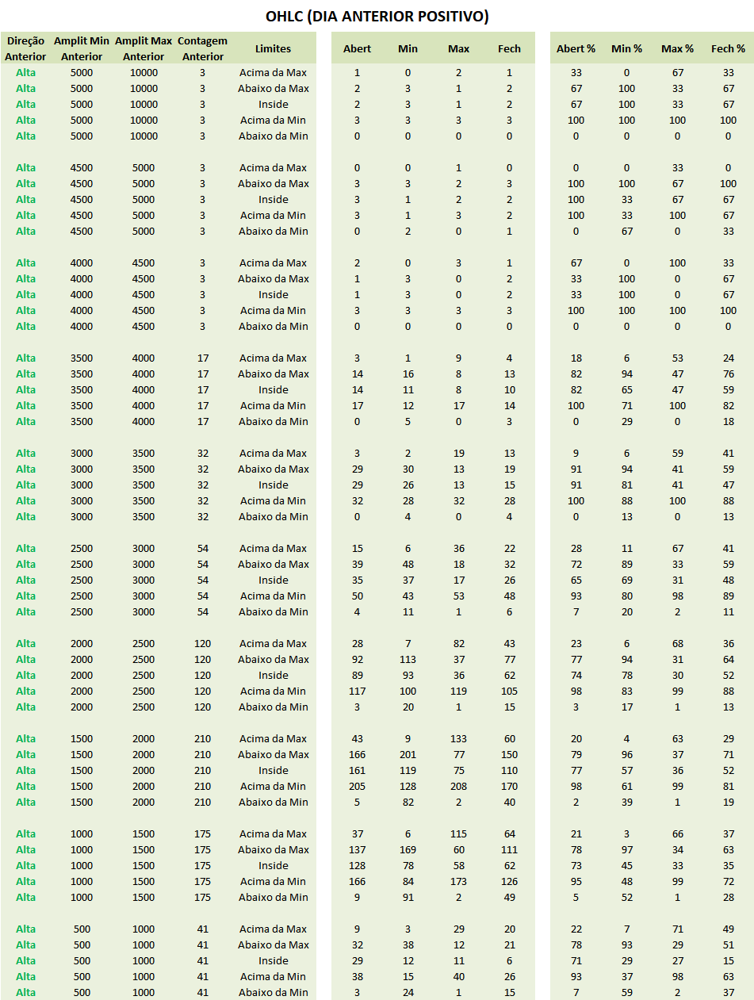 OHLC (DIA ANTERIOR POSITIVO)
Direção Anterior Amplit Min Anterior Amplit Max Anterior Contagem Anterior Limites Abert Min Max Fech Abert % Min % Max % Fech %
Alta 5000 10000 3 Acima da Max 1 0 2 1 33 0 67 33
Alta 5000 10000 3 Abaixo da Max 2 3 1 2 67 100 33 67
Alta 5000 10000 3 Inside 2 3 1 2 67 100 33 67
Alta 5000 10000 3 Acima da Min 3 3 3 3 100 100 100 100
Alta 5000 10000 3 Abaixo da Min 0 0 0 0 0 0 0 0
Alta 4500 5000 3 Acima da Max 0 0 1 0 0 0 33 0
Alta 4500 5000 3 Abaixo da Max 3 3 2 3 100 100 67 100
Alta 4500 5000 3 Inside 3 1 2 2 100 33 67 67
Alta 4500 5000 3 Acima da Min 3 1 3 2 100 33 100 67
Alta 4500 5000 3 Abaixo da Min 0 2 0 1 0 67 0 33
Alta 4000 4500 3 Acima da Max 2 0 3 1 67 0 100 33
Alta 4000 4500 3 Abaixo da Max 1 3 0 2 33 100 0 67
Alta 4000 4500 3 Inside 1 3 0 2 33 100 0 67
Alta 4000 4500 3 Acima da Min 3 3 3 3 100 100 100 100
Alta 4000 4500 3 Abaixo da Min 0 0 0 0 0 0 0 0
Alta 3500 4000 17 Acima da Max 3 1 9 4 18 6 53 24
Alta 3500 4000 17 Abaixo da Max 14 16 8 13 82 94 47 76
Alta 3500 4000 17 Inside 14 11 8 10 82 65 47 59
Alta 3500 4000 17 Acima da Min 17 12 17 14 100 71 100 82
Alta 3500 4000 17 Abaixo da Min 0 5 0 3 0 29 0 18
Alta 3000 3500 32 Acima da Max 3 2 19 13 9 6 59 41
Alta 3000 3500 32 Abaixo da Max 29 30 13 19 91 94 41 59
Alta 3000 3500 32 Inside 29 26 13 15 91 81 41 47
Alta 3000 3500 32 Acima da Min 32 28 32 28 100 88 100 88
Alta 3000 3500 32 Abaixo da Min 0 4 0 4 0 13 0 13
Alta 2500 3000 54 Acima da Max 15 6 36 22 28 11 67 41
Alta 2500 3000 54 Abaixo da Max 39 48 18 32 72 89 33 59
Alta 2500 3000 54 Inside 35 37 17 26 65 69 31 48
Alta 2500 3000 54 Acima da Min 50 43 53 48 93 80 98 89
Alta 2500 3000 54 Abaixo da Min 4 11 1 6 7 20 2 11
Alta 2000 2500 120 Acima da Max 28 7 82 43 23 6 68 36
Alta 2000 2500 120 Abaixo da Max 92 113 37 77 77 94 31 64
Alta 2000 2500 120 Inside 89 93 36 62 74 78 30 52
Alta 2000 2500 120 Acima da Min 117 100 119 105 98 83 99 88
Alta 2000 2500 120 Abaixo da Min 3 20 1 15 3 17 1 13
Alta 1500 2000 210 Acima da Max 43 9 133 60 20 4 63 29
Alta 1500 2000 210 Abaixo da Max 166 201 77 150 79 96 37 71
Alta 1500 2000 210 Inside 161 119 75 110 77 57 36 52
Alta 1500 2000 210 Acima da Min 205 128 208 170 98 61 99 81
Alta 1500 2000 210 Abaixo da Min 5 82 2 40 2 39 1 19
Alta 1000 1500 175 Acima da Max 37 6 115 64 21 3 66 37
Alta 1000 1500 175 Abaixo da Max 137 169 60 111 78 97 34 63
Alta 1000 1500 175 Inside 128 78 58 62 73 45 33 35
Alta 1000 1500 175 Acima da Min 166 84 173 126 95 48 99 72
Alta 1000 1500 175 Abaixo da Min 9 91 2 49 5 52 1 28
Alta 500 1000 41 Acima da Max 9 3 29 20 22 7 71 49
Alta 500 1000 41 Abaixo da Max 32 38 12 21 78 93 29 51
Alta 500 1000 41 Inside 29 12 11 6 71 29 27 15
Alta 500 1000 41 Acima da Min 38 15 40 26 93 37 98 63
Alta 500 1000 41 Abaixo da Min 3 24 1 15 7 59 2 37